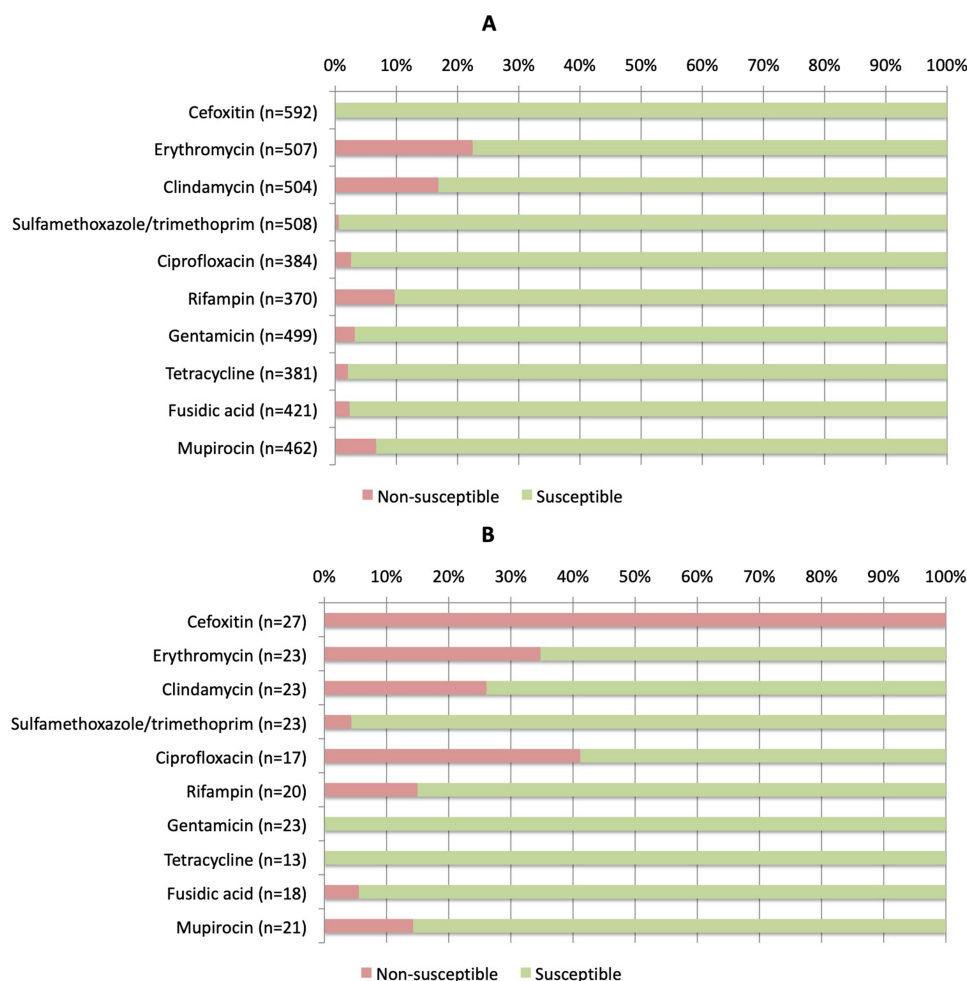 A
0% 10% 20% 30% 40% 50% 60% 70% 80% 90% 100%
Cefoxitin (n=592)
Erythromycin (n=507)
Clindamycin (n=504)
Sulfamethoxazole/trimethoprim (n=508)
Ciprofloxacin (n=384)
Rifampin (n=370)
Gentamicin (n=499)
Tetracycline (n=381)
Fusidic acid (n=421)
Mupirocin (n=462)
Non-susceptible Susceptible
B
0% 10% 20% 30% 40% 50% 60% 70% 80% 90% 100%
Cefoxitin (n=27)
Erythromycin (n=23)
Clindamycin (n=23)
Sulfamethoxazole/trimethoprim (n=23)
Ciprofloxacin (n=17)
Rifampin (n=20)
Gentamicin (n=23)
Tetracycline (n=13)
Fusidic acid (n=18)
Mupirocin (n=21)
Non-susceptible Susceptible